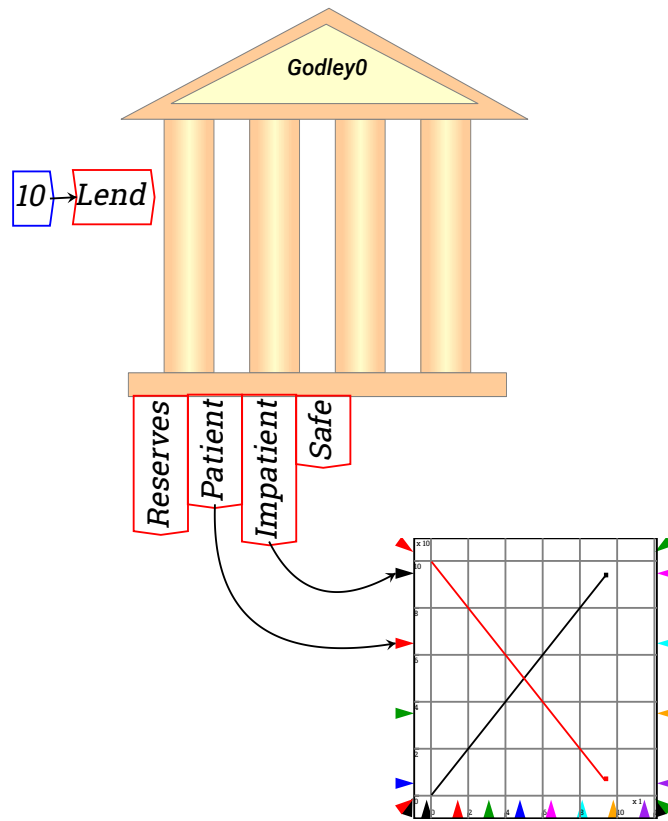 Godley0
10
Lend
Reserves
Patient
Impatient
Safe
x 10
10
8
6
4
2
0
0
2
4
6
8
10
x 1